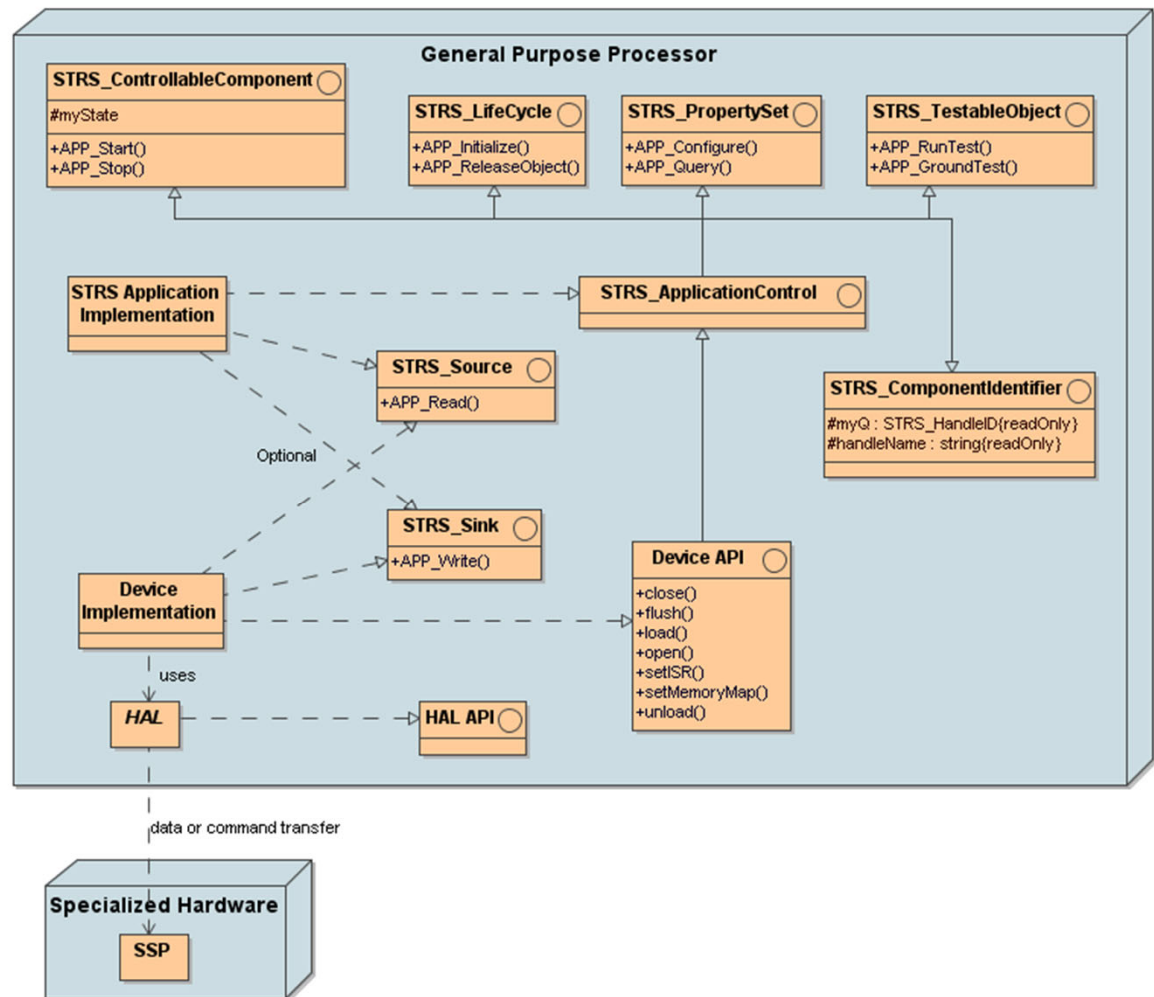 General Purpose Processor
STRS_ControllableComponent
#myState
+APP_Start()
+APP_Stop()
STRS_LifeCycle
+APP_Initialize()
+APP_ReleaseObject()
STRS_PropertySet
+APP_Configure()
+APP_Query()
STRS_TestableObject
+APP_RunTest()
+APP_GroundTest()
STRS Application
Implementation
STRS_ApplicationControl
STRS_Source
+APP_Read()
STRS_ComponentIdentifier
#myQ : STRS_HandleID{readOnly}
#handleName : string{readOnly}
Optional
STRS_Sink
+APP_Write()
Device API
+close()
+flush()
+load()
+open()
+setISR()
+setMemoryMap()
+unload()
Device
Implementation
uses
HAL
HAL API
data or command transfer
Specialized Hardware
SSP